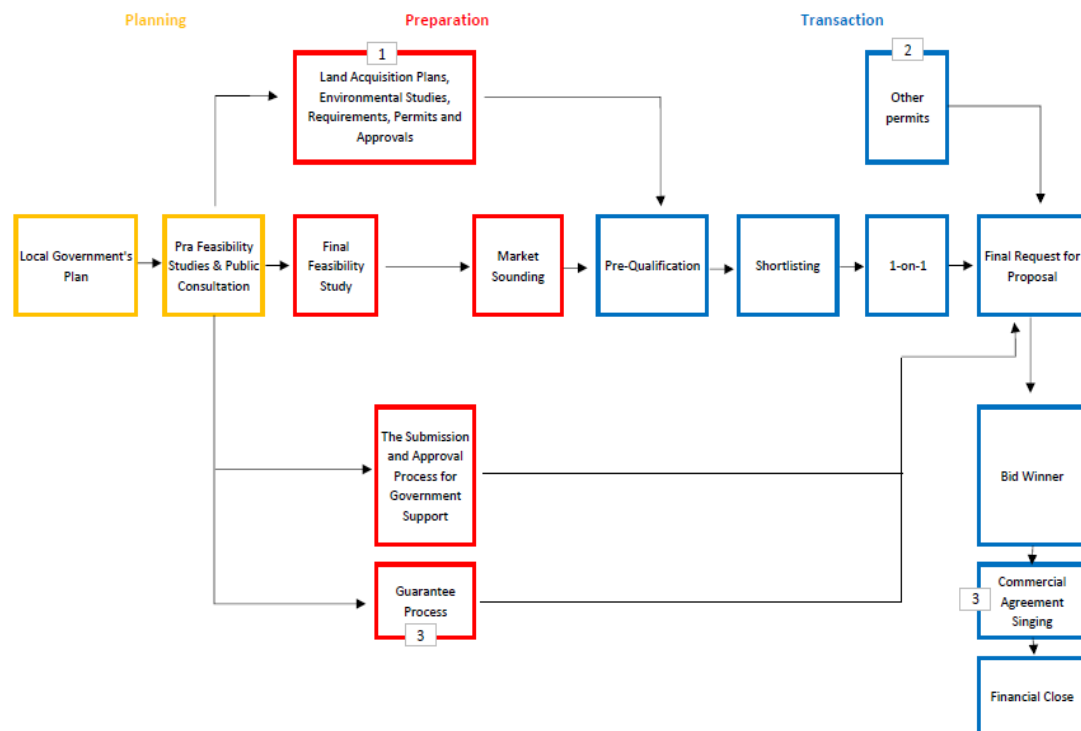 Planning
Preparation
Transaction
1
Land Acquisition Plans,
Environmental Studies,
Requirements, Permits and
Approvals
2
Other
permits
Local Government's
Plan
Pra Feasibility
Studies & Public
Consultation
Final
Feasibility
Study
Market
Sounding
Pre-Qualification
Shortlisting
1-on-1
Final Request for
Proposal
The Submission
and Approval
Process for
Government
Support
Bid Winner
Guarantee
Process
3
3
Commercial
Agreement
Singing
Financial Close